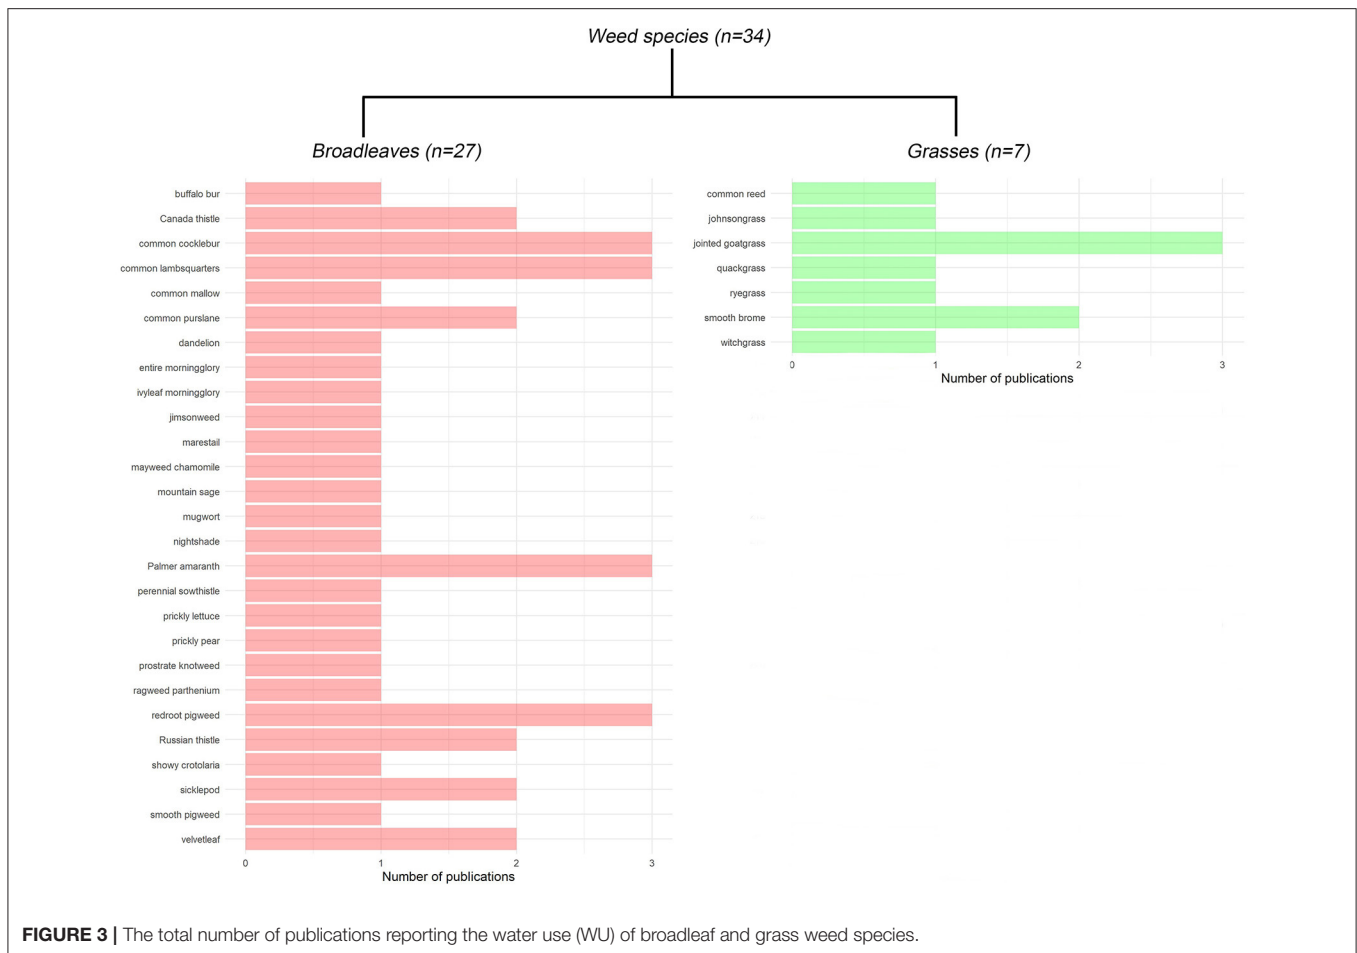 Weed species (n=34)
Broadleaves (n=27)
buffalo bur
Canada thistle
common cocklebur
common lambsquarters
common mallow
common purslane
dandelion
entire morningglory
ivyleaf morningglory
jimsonweed
marestail
mayweed chamomile
mountain sage
mugwort
nightshade
Palmer amaranth
perennial sowthistle
prickly lettuce
prickly pear
prostrate knotweed
ragweed parthenium
redroot pigweed
Russian thistle
showy crotolaria
sicklepod
smooth pigweed
velvetleaf
0 1 2 3
Number of publications
Grasses (n=7)
common reed
johnsongrass
jointed goatgrass
quackgrass
ryegrass
smooth brome
witchgrass
0 1 2 3
Number of publications
FIGURE 3 | The total number of publications reporting the water use (WU) of broadleaf and grass weed species.